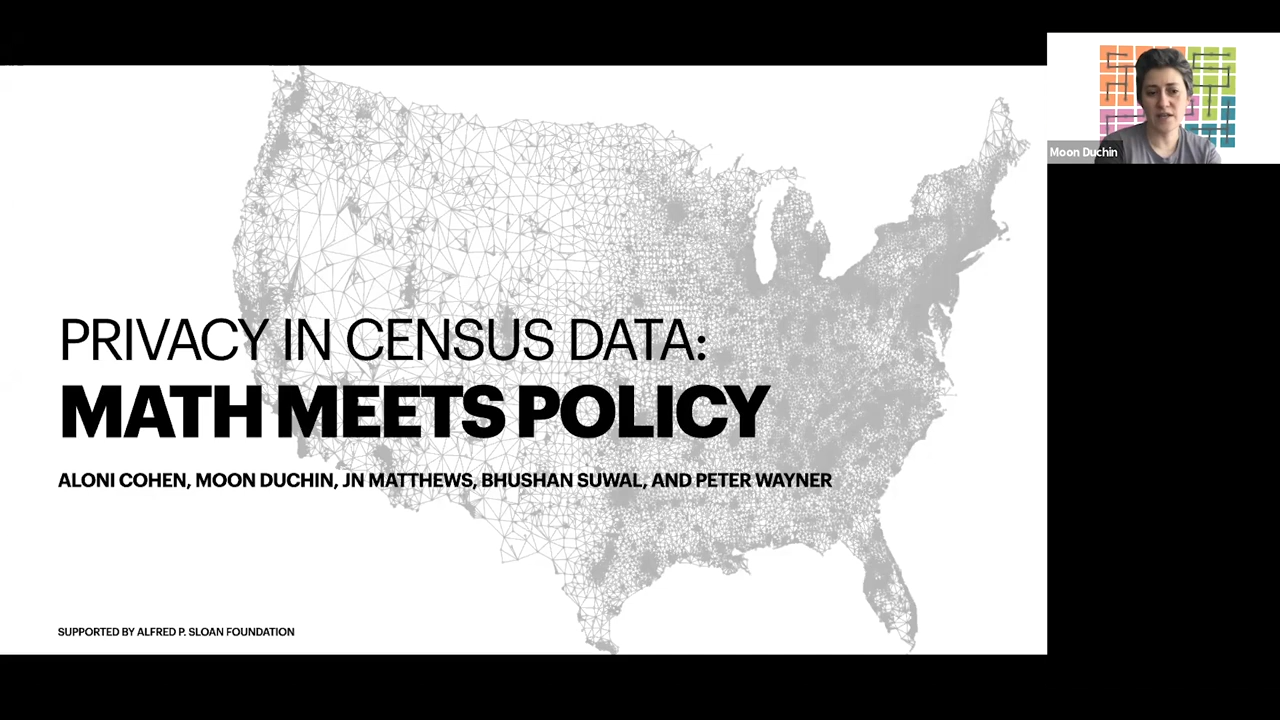 PRIVACY IN CENSUS DATA:
MATH MEETS POLICY
ALONI COHEN, MOON DUCHIN, JN MATTHEWS, BHUSHAN SUWAL, AND PETER WAYNER
SUPPORTED BY ALFRED P. SLOAN FOUNDATION
Moon Duchin